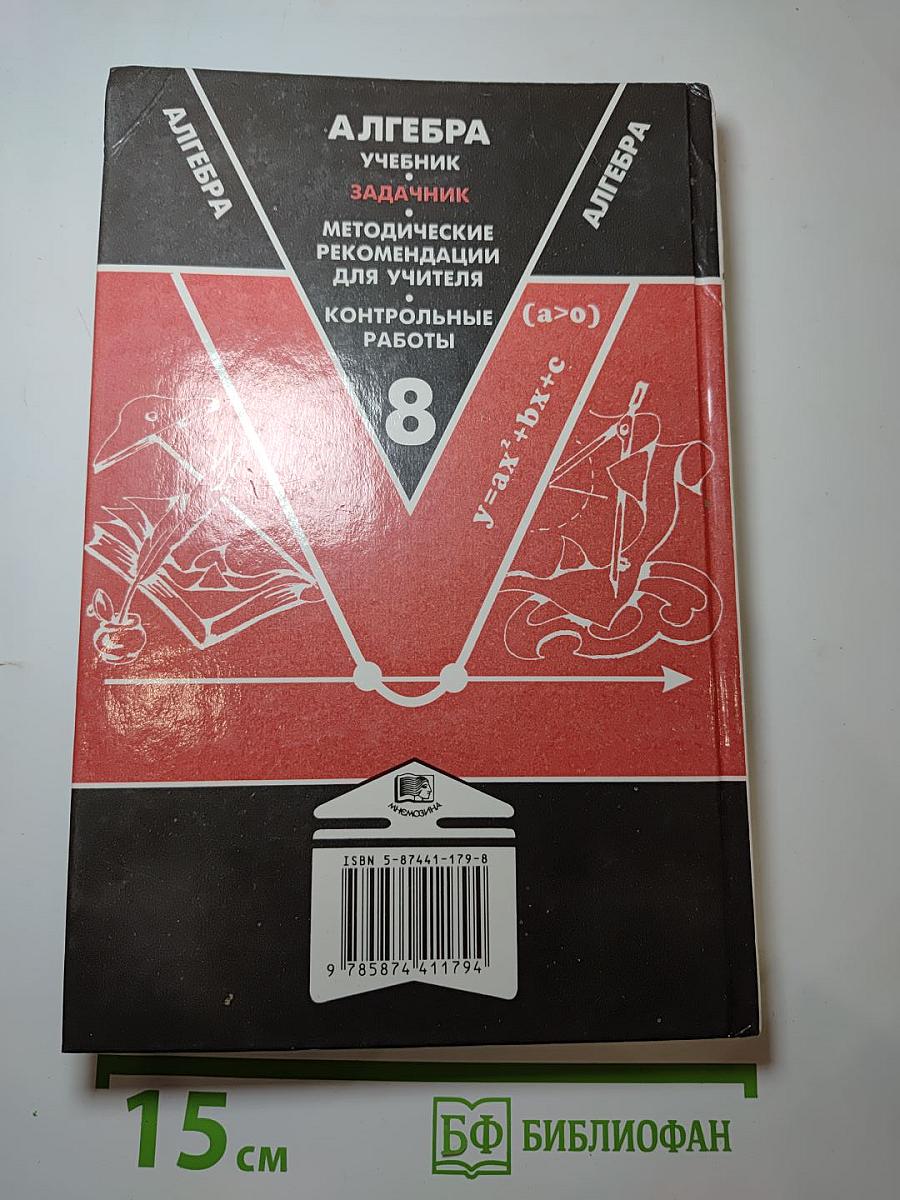 АЛГЕБРА
АЛГЕБРА
УЧЕБНИК
•
ЗАДАЧНИК
•
МЕТОДИЧЕСКИЕ
РЕКОМЕНДАЦИИ
ДЛЯ УЧИТЕЛЯ
•
КОНТРОЛЬНЫЕ
РАБОТЫ
8
АЛГЕБРА
(a>o)
y=ax²+bx+c
МНЕМОЗИНА
ISBN 5-87441-179-8
9 785874 411794
15 см
БФ БИБЛИОФАН